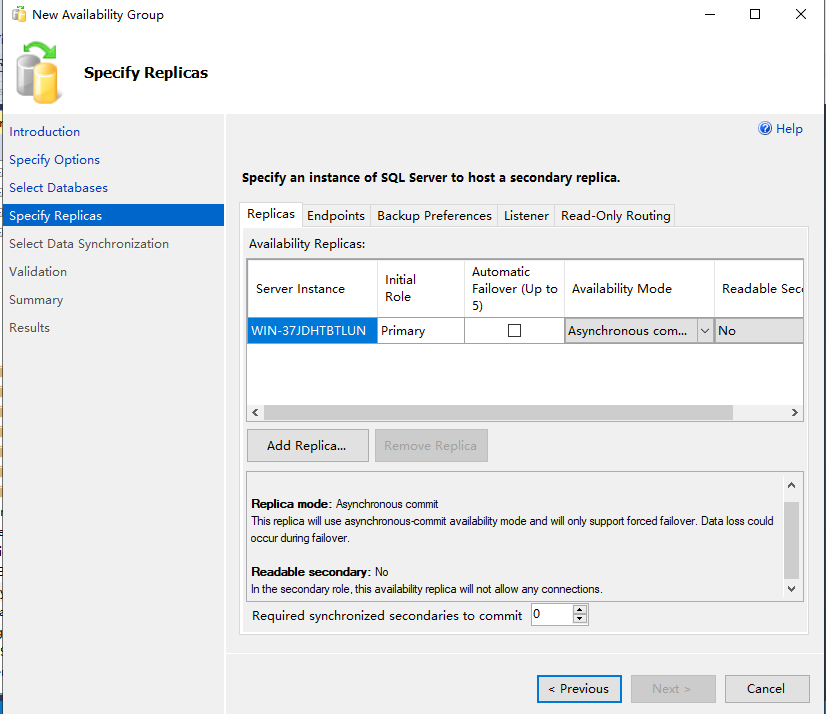 New Availability Group
Specify Replicas
Introduction
Specify Options
Select Databases
Specify Replicas
Select Data Synchronization
Validation
Summary
Results
Help
Specify an instance of SQL Server to host a secondary replica.
Replicas Endpoints Backup Preferences Listener Read-Only Routing
Availability Replicas:
Server Instance
Initial
Role
Automatic
Failover (Up to
5)
Availability Mode
Readable Seco
WIN-37JDHTBTLUN Primary Asynchronous com... No
Add Replica... Remove Replica
Replica mode: Asynchronous commit
This replica will use asynchronous-commit availability mode and will only support forced failover. Data loss could
occur during failover.
Readable secondary: No
In the secondary role, this availability replica will not allow any connections.
Required synchronized secondaries to commit 0
< Previous Next > Cancel